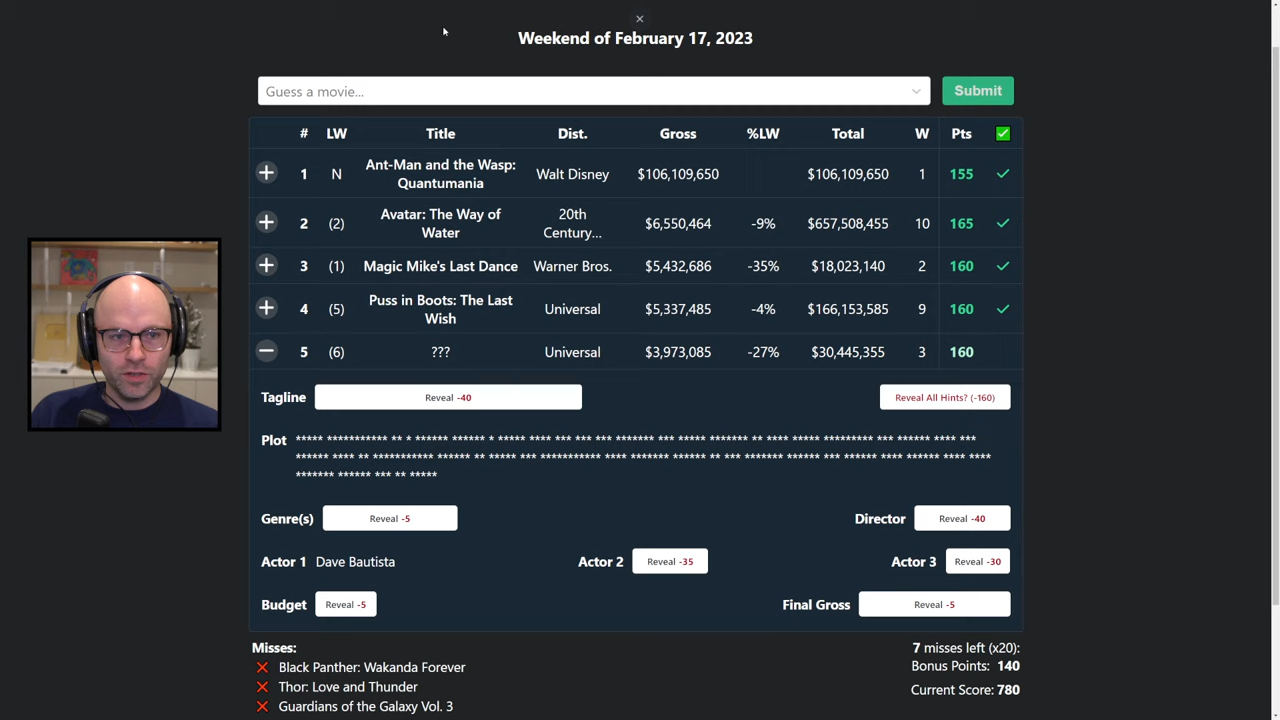 Weekend of February 17, 2023
Guess a movie... Submit
# LW Title Dist. Gross %LW Total W Pts
1 N Ant-Man and the Wasp: Quantumania Walt Disney $106,109,650 $106,109,650 1 155
2 (2) Avatar: The Way of Water 20th Century... $6,550,464 -9% $657,508,455 10 165
3 (1) Magic Mike's Last Dance Warner Bros. $5,432,686 -35% $18,023,140 2 160
4 (5) Puss in Boots: The Last Wish Universal $5,337,485 -4% $166,153,585 9 160
5 (6) ??? Universal $3,973,085 -27% $30,445,355 3 160
Tagline Reveal -40 Reveal All Hints? (-160)
Plot ***** *********** ** * ****** ****** * ***** **** *** *** *** ******* *** ***** ******* ** **** ***** ********* *** ****** **** ***
****** **** ** *********** ****** ** ***** *** *********** **** ******* ****** ** *** ******* ****** *** ****** **** ****** **** ****
******* ****** *** ** *****
Genre(s) Reveal -5 Director Reveal -40
Actor 1 Dave Bautista Actor 2 Reveal -35 Actor 3 Reveal -30
Budget Reveal -5 Final Gross Reveal -5
Misses: 7 misses left (x20):
Black Panther: Wakanda Forever Bonus Points: 140
Thor: Love and Thunder Current Score: 780
Guardians of the Galaxy Vol. 3